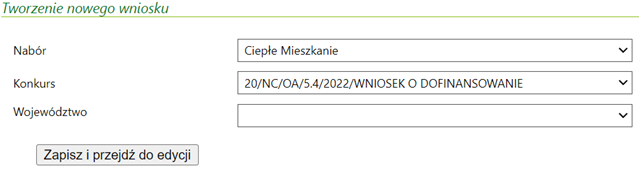 Tworzenie nowego wniosku
Nabór
Ciepłe Mieszkanie
Konkurs
20/NC/OA/5.4/2022/WNIOSEK O DOFINANSOWANIE
Województwo
Zapisz i przejdź do edycji